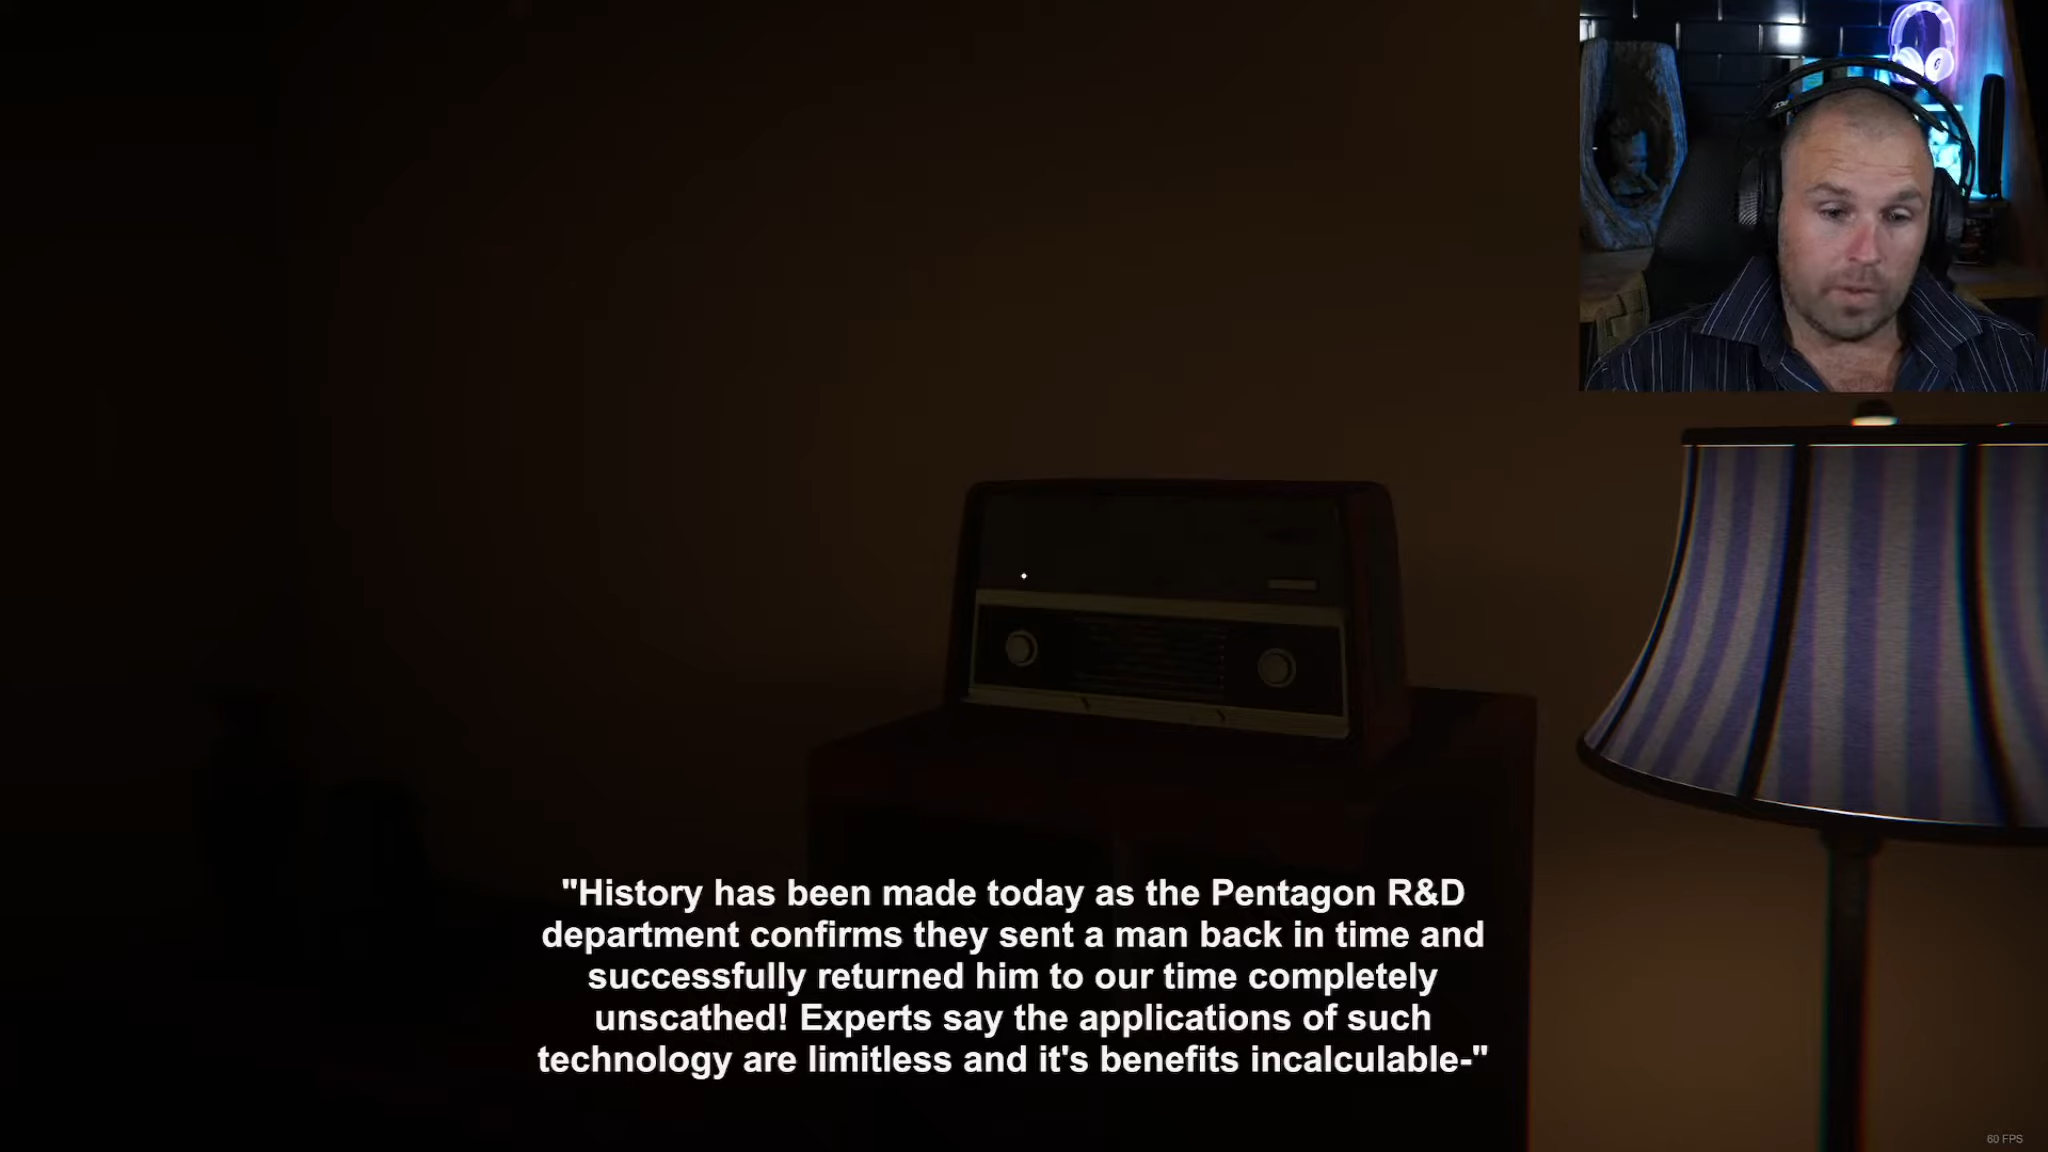 "History has been made today as the Pentagon R&D
department confirms they sent a man back in time and
successfully returned him to our time completely
unscathed! Experts say the applications of such
technology are limitless and it's benefits incalculable-"
60 FPS